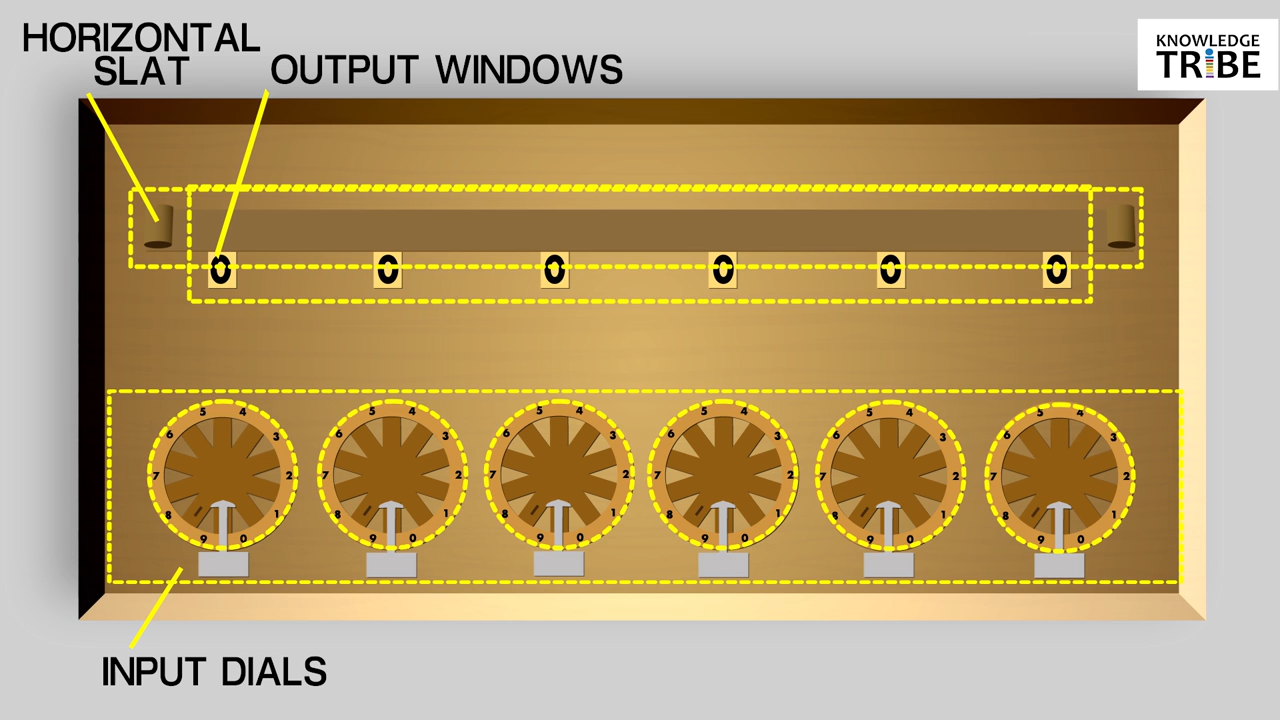 HORIZONTAL
SLAT
OUTPUT WINDOWS
KNOWLEDGE
TRiBE
0 0 0 0 0 0
5 4 5 4 5 4 5 4 5 4 5 4
6 3 6 3 6 3 6 3 6 3 6 3
7 2 7 2 7 2 7 2 7 2 7 2
8 1 8 1 8 1 8 1 8 1 8 1
9 0 9 0 9 0 9 0 9 0 9 0
INPUT DIALS